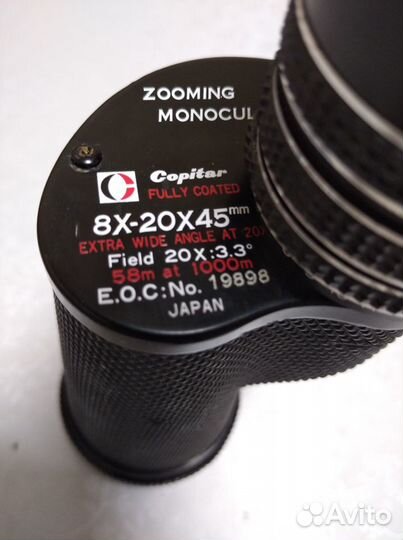 ZOOMING
MONOCUL
Copitar
FULLY COATED
8X-20X45mm
EXTRA WIDE ANGLE AT 20X
Field 20X:3.3°
58m at 1000m
E.O.C:No. 19898
JAPAN
Avito